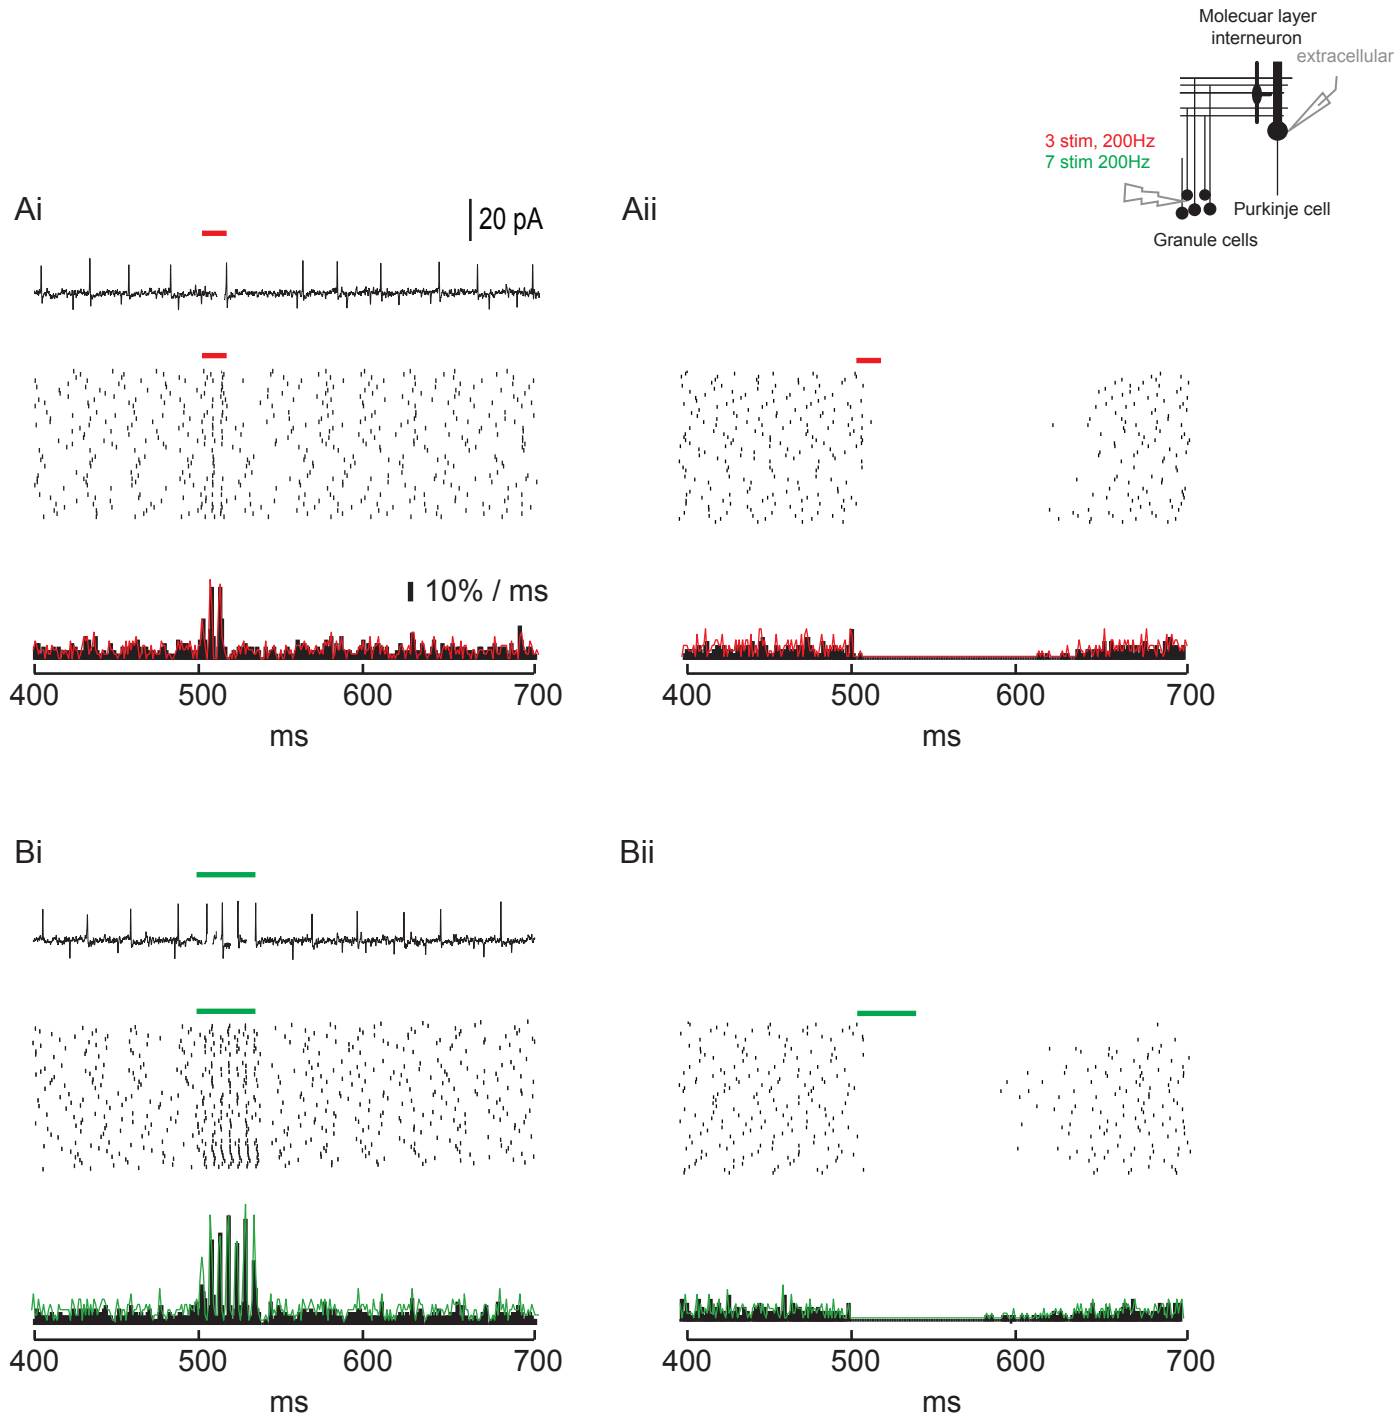 Molecuar layer
interneuron
extracellular
3 stim, 200Hz
7 stim 200Hz
Purkinje cell
Granule cells
Ai
20 pA
Aii
10% / ms
400 500 600 700
ms
400 500 600 700
ms
Bi
Bii
400 500 600 700
ms
400 500 600 700
ms